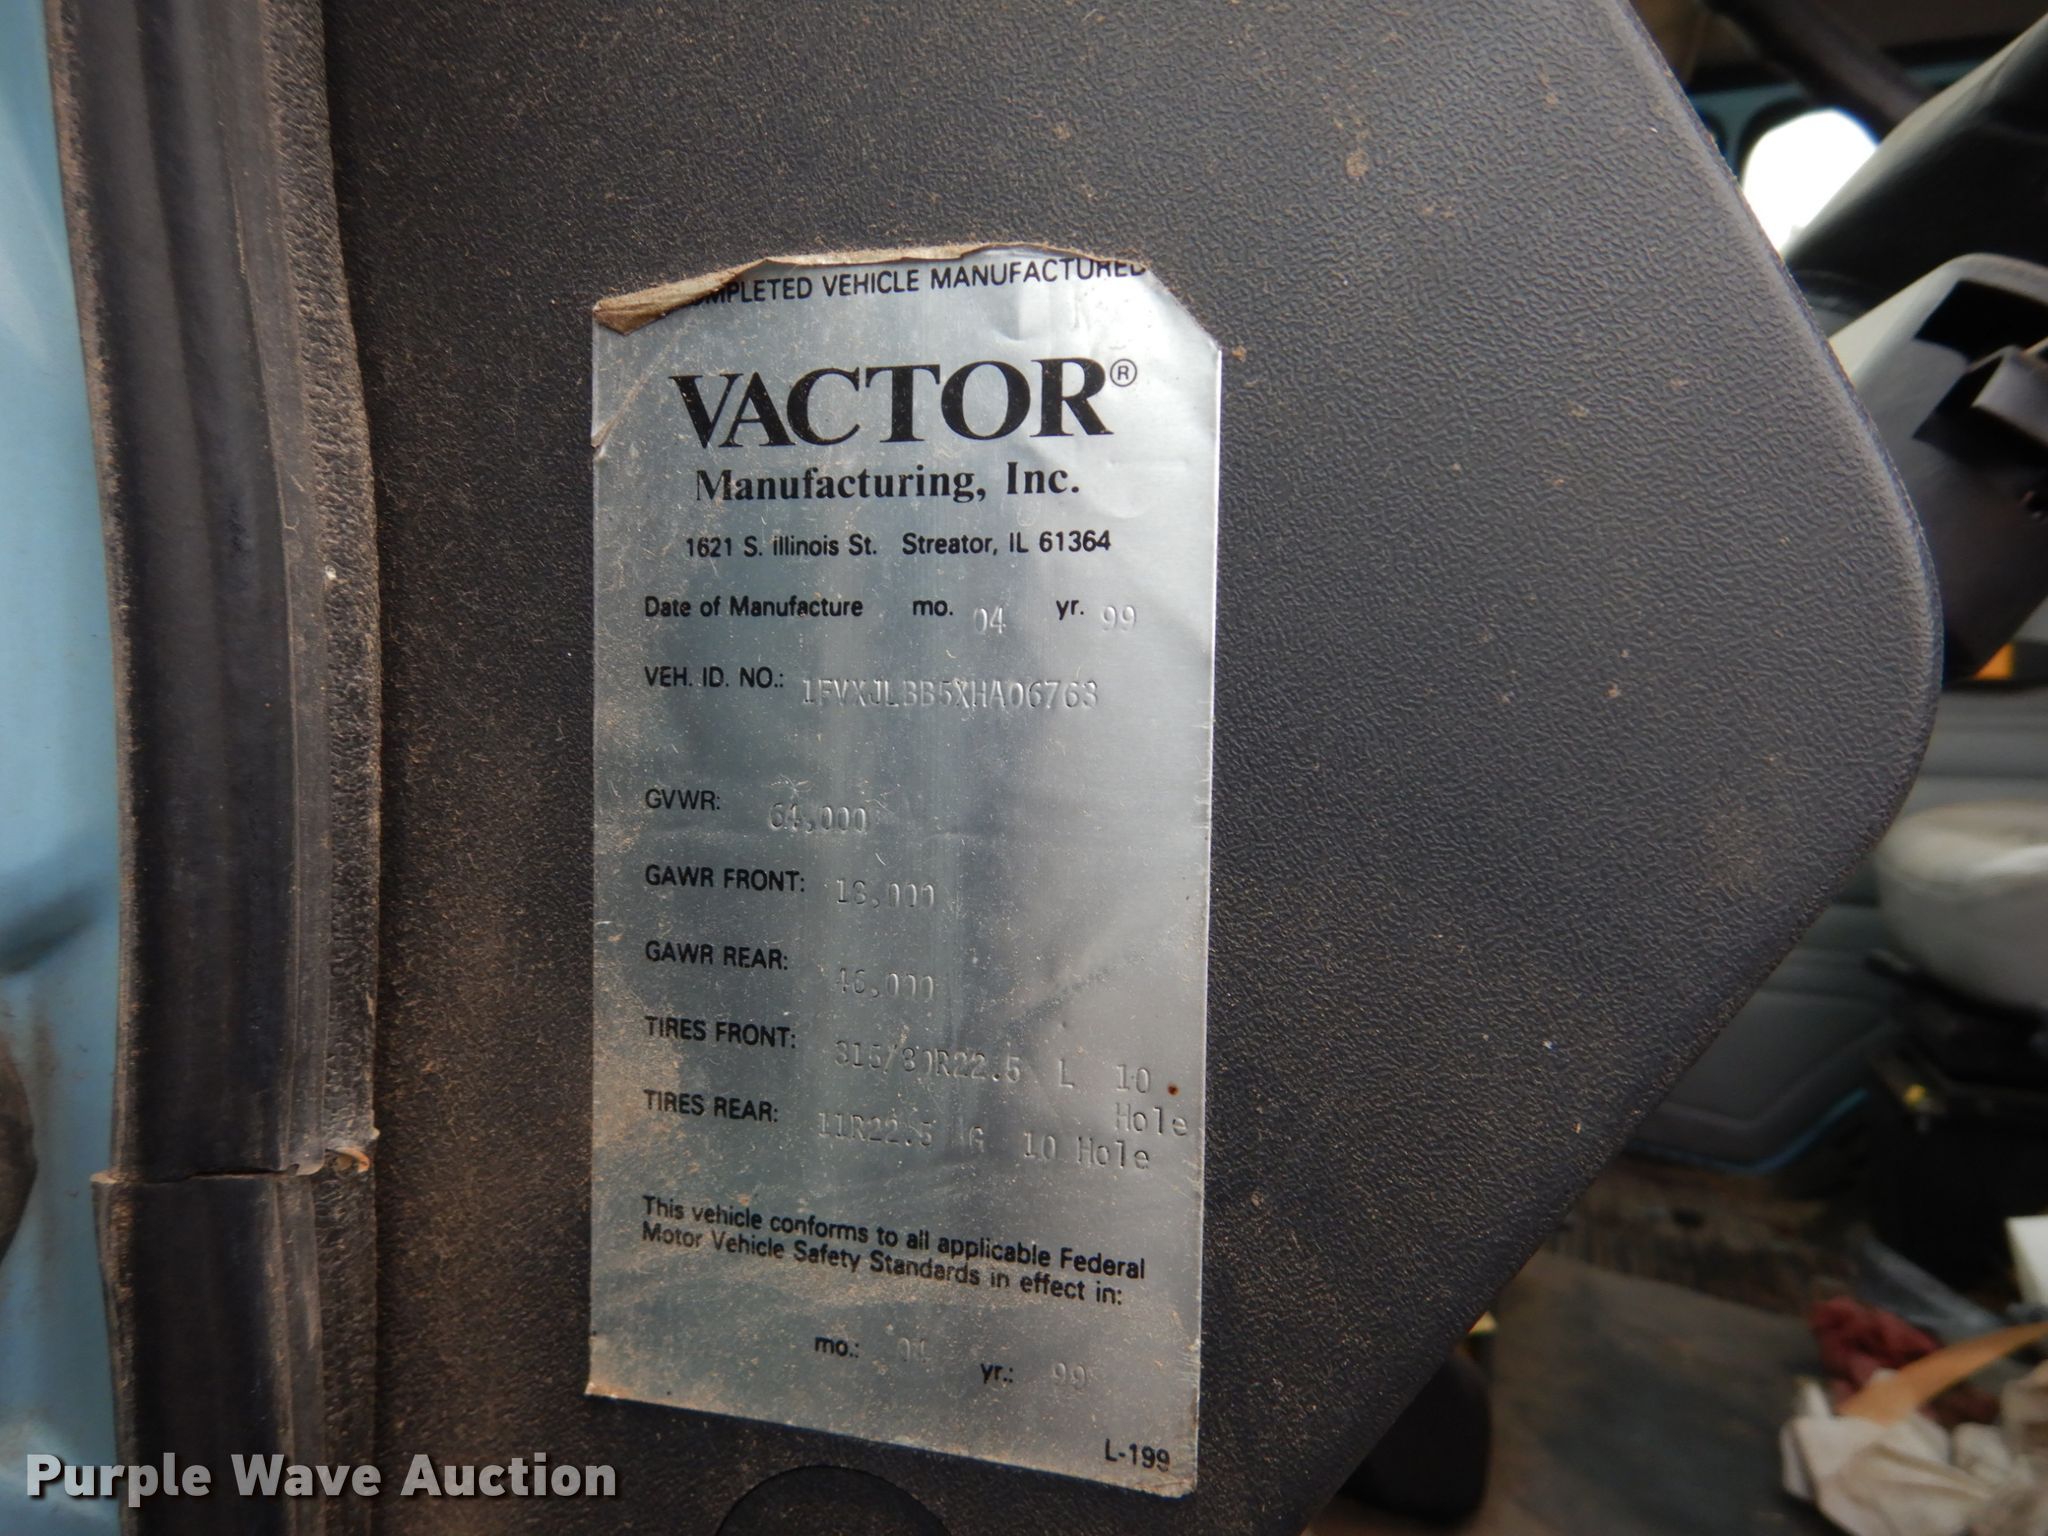 OMPLETED VEHICLE MANUFACTURED
VACTOR®
Manufacturing, Inc.
1621 S. Illinois St. Streator, IL 61364
Date of Manufacture mo. 04 yr. 99
VEH. ID. NO.: 1FVXJLBB5XHA06763
GVWR: 64,000
GAWR FRONT: 18,000
GAWR REAR: 46,000
TIRES FRONT: 315/80R22.5 L 10
Hole
TIRES REAR: 11R22.5 G 10 Hole
This vehicle conforms to all applicable Federal
Motor Vehicle Safety Standards in effect in:
mo.: 04 yr.: 99
L-199
Purple Wave Auction